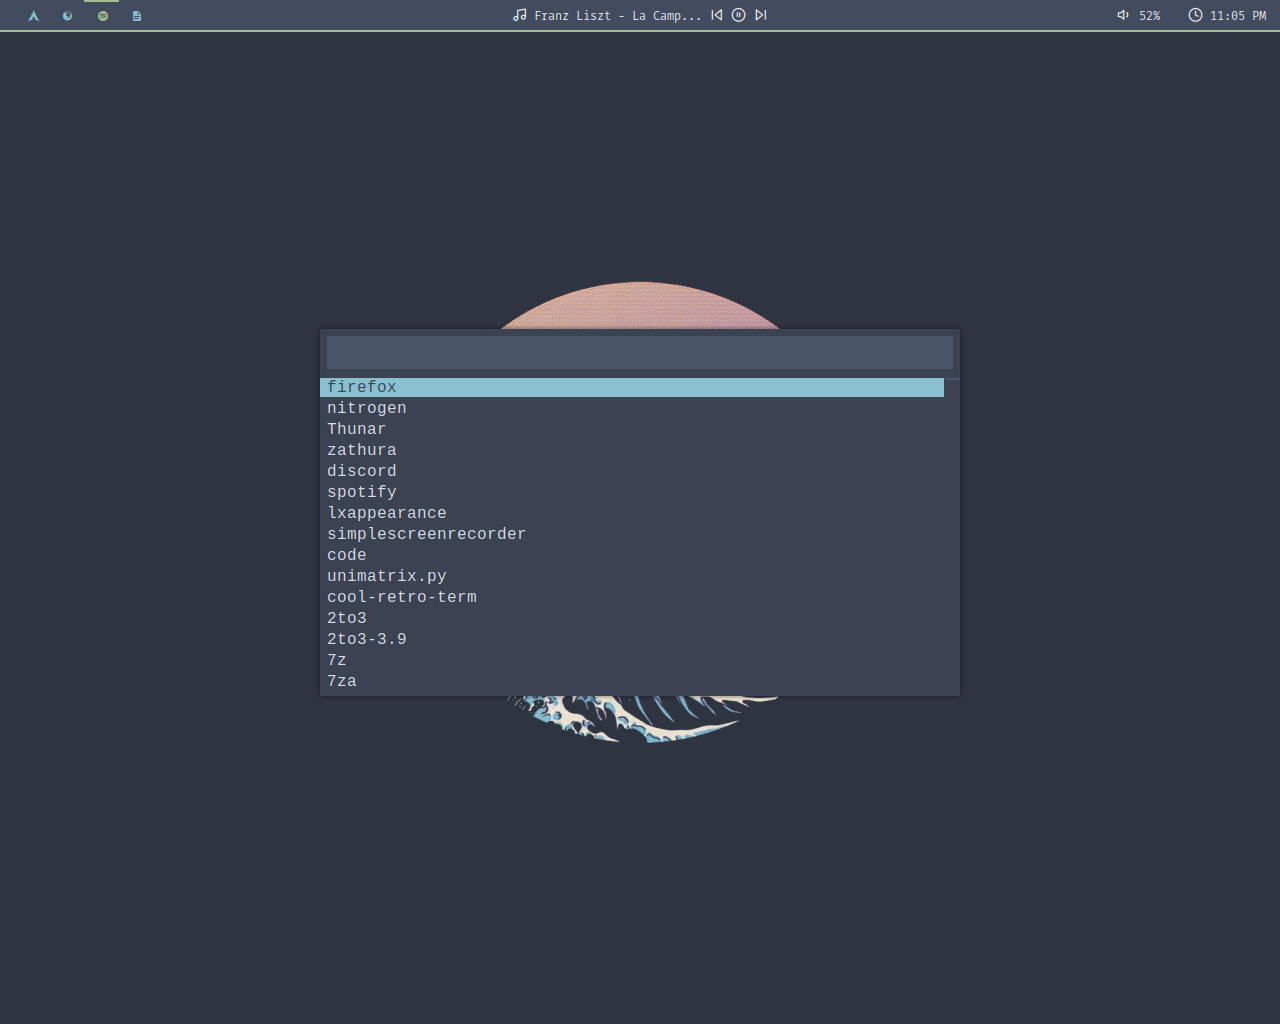 Franz Liszt - La Camp... 52% 11:05 PM
firefox
nitrogen
Thunar
zathura
discord
spotify
lxappearance
simplescreenrecorder
code
unimatrix.py
cool-retro-term
2to3
2to3-3.9
7z
7za